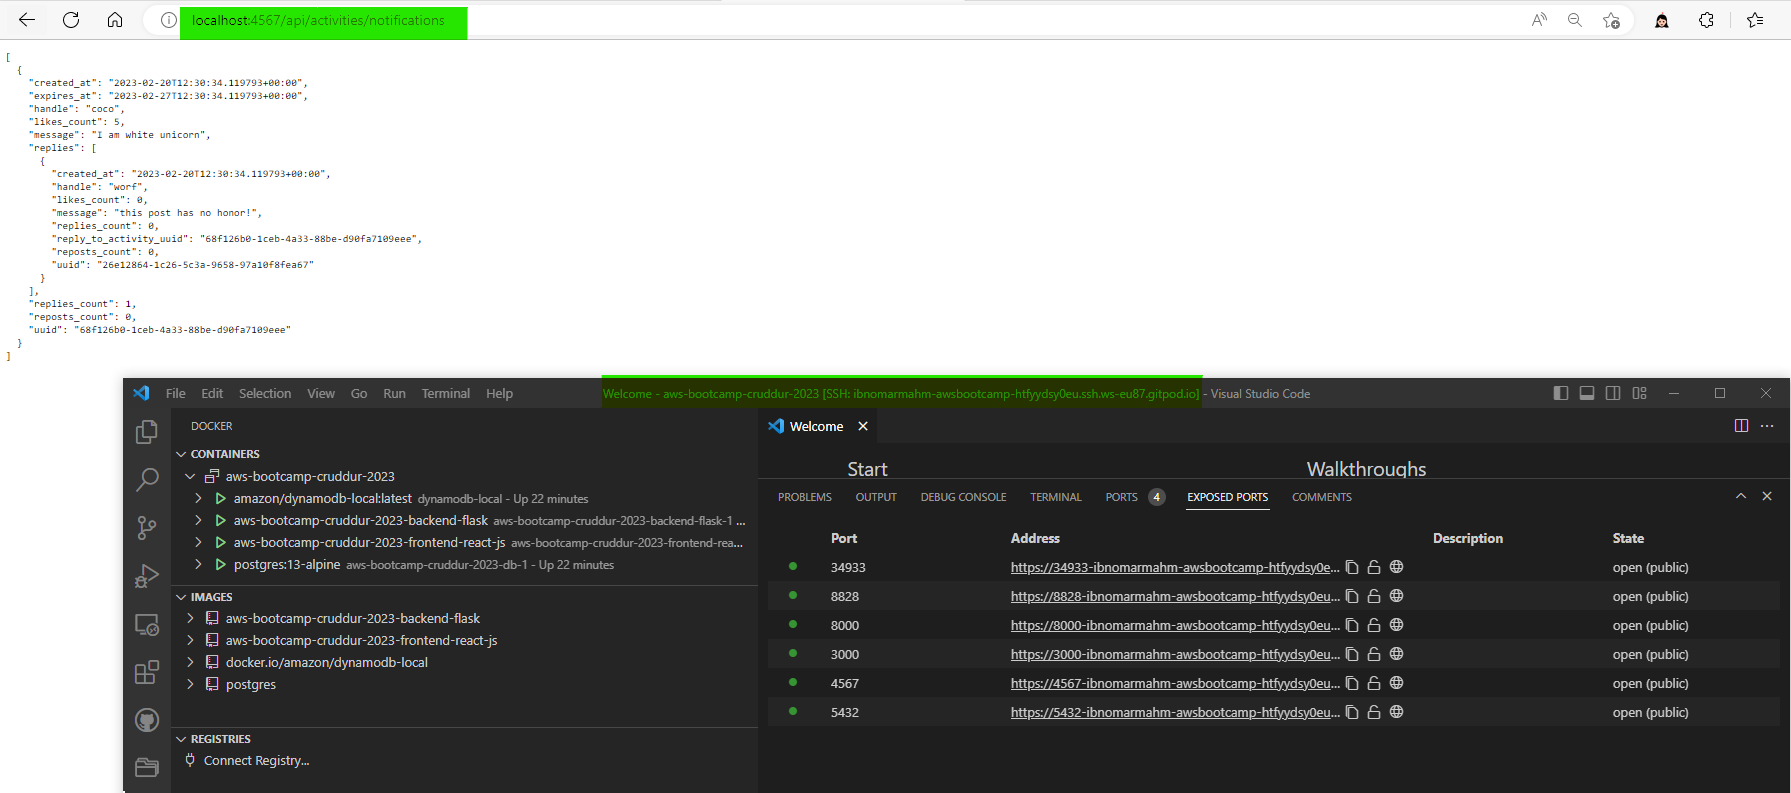 localhost:4567/api/activities/notifications
[
{
"created_at": "2023-02-20T12:30:34.119793+00:00",
"expires_at": "2023-02-27T12:30:34.119793+00:00",
"handle": "coco",
"likes_count": 5,
"message": "I am white unicorn",
"replies": [
{
"created_at": "2023-02-20T12:30:34.119793+00:00",
"handle": "worf",
"likes_count": 0,
"message": "this post has no honor!",
"replies_count": 0,
"reply_to_activity_uuid": "68f126b0-1ceb-4a33-88be-d90fa7109eee",
"reposts_count": 0,
"uuid": "26e12864-1c26-5c3a-9658-97a10f8fea67"
}
],
"replies_count": 1,
"reposts_count": 0,
"uuid": "68f126b0-1ceb-4a33-88be-d90fa7109eee"
}
]
File Edit Selection View Go Run Terminal Help Welcome - aws-bootcamp-cruddur-2023 [SSH: ibnomarmahm-awsbootcamp-htfyydsy0eu.ssh.ws-eu87.gitpod.io] - Visual Studio Code
DOCKER
CONTAINERS
aws-bootcamp-cruddur-2023
amazon/dynamodb-local:latest dynamodb-local - Up 22 minutes
aws-bootcamp-cruddur-2023-backend-flask aws-bootcamp-cruddur-2023-backend-flask-1 ...
aws-bootcamp-cruddur-2023-frontend-react-js aws-bootcamp-cruddur-2023-frontend-rea...
postgres:13-alpine aws-bootcamp-cruddur-2023-db-1 - Up 22 minutes
IMAGES
aws-bootcamp-cruddur-2023-backend-flask
aws-bootcamp-cruddur-2023-frontend-react-js
docker.io/amazon/dynamodb-local
postgres
REGISTRIES
Connect Registry...
Welcome
Start Walkthroughs
PROBLEMS OUTPUT DEBUG CONSOLE TERMINAL PORTS 4 EXPOSED PORTS COMMENTS
Port Address Description State
34933 https://34933-ibnomarmahm-awsbootcamp-htfyydsy0e... open (public)
8828 https://8828-ibnomarmahm-awsbootcamp-htfyydsy0eu... open (public)
8000 https://8000-ibnomarmahm-awsbootcamp-htfyydsy0eu... open (public)
3000 https://3000-ibnomarmahm-awsbootcamp-htfyydsy0eu... open (public)
4567 https://4567-ibnomarmahm-awsbootcamp-htfyydsy0eu... open (public)
5432 https://5432-ibnomarmahm-awsbootcamp-htfyydsy0eu... open (public)